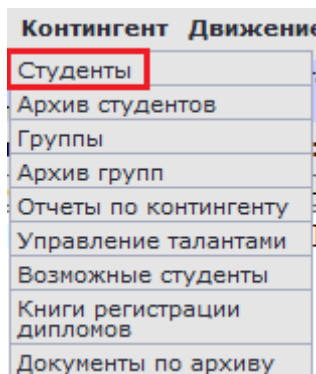 Контингент Движение
Студенты
Архив студентов
Группы
Архив групп
Отчеты по контингенту
Управление талантами
Возможные студенты
Книги регистрации
дипломов
Документы по архиву